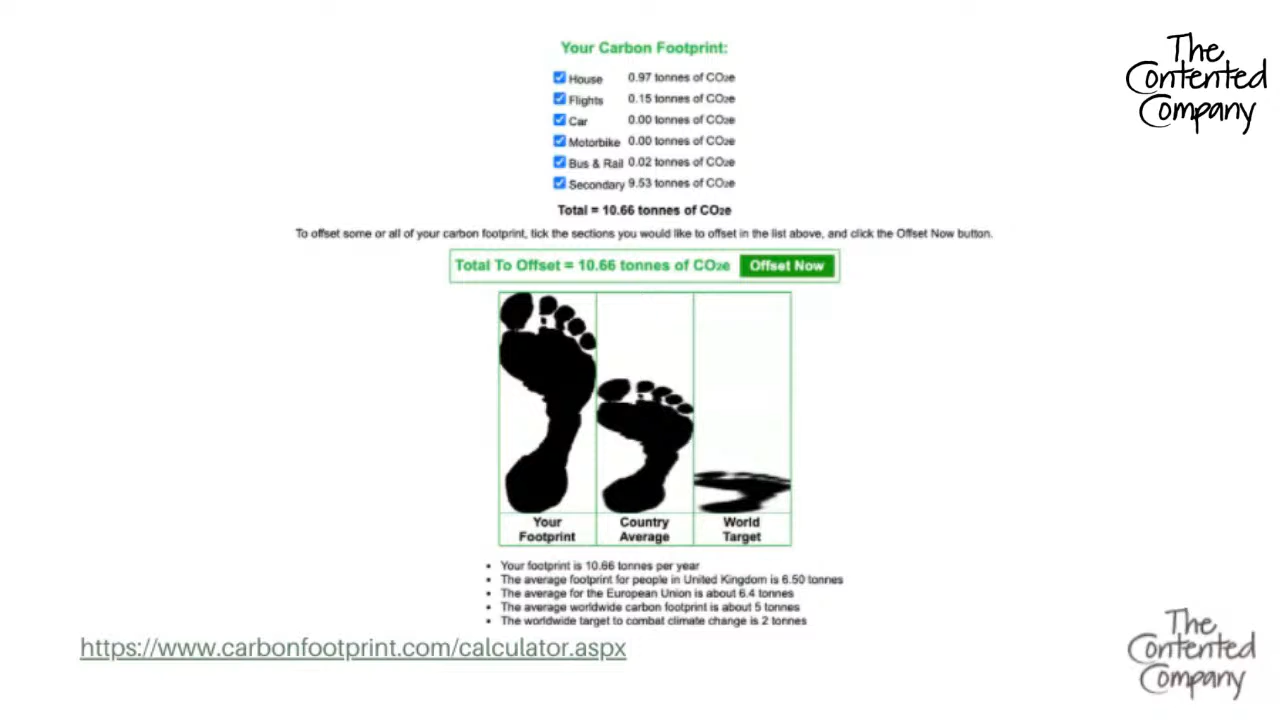 The
Contented
Company
Your Carbon Footprint:
House 0.97 tonnes of CO2e
Flights 0.15 tonnes of CO2e
Car 0.00 tonnes of CO2e
Motorbike 0.00 tonnes of CO2e
Bus & Rail 0.02 tonnes of CO2e
Secondary 9.53 tonnes of CO2e
Total = 10.66 tonnes of CO2e
To offset some or all of your carbon footprint, tick the sections you would like to offset in the list above, and click the Offset Now button.
Total To Offset = 10.66 tonnes of CO2e Offset Now
Your Footprint
Country Average
World Target
• Your footprint is 10.66 tonnes per year
• The average footprint for people in United Kingdom is 6.50 tonnes
• The average for the European Union is about 6.4 tonnes
• The average worldwide carbon footprint is about 5 tonnes
• The worldwide target to combat climate change is 2 tonnes
https://www.carbonfootprint.com/calculator.aspx
The
Contented
Company